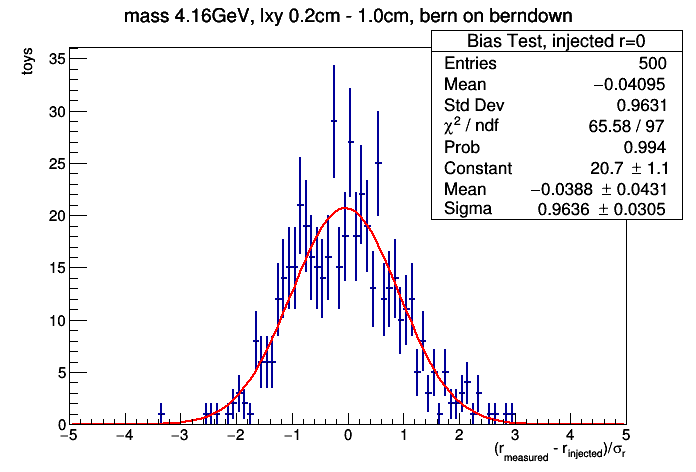 mass 4.16GeV, lxy 0.2cm - 1.0cm, bern on berndown
Bias Test, injected r=0
Entries 500
Mean −0.04095
Std Dev 0.9631
χ² / ndf 65.58 / 97
Prob 0.994
Constant 20.7 ± 1.1
Mean −0.0388 ± 0.0431
Sigma 0.9636 ± 0.0305
toys
35
30
25
20
15
10
5
0
−5 −4 −3 −2 −1 0 1 2 3 4 5
(r_measured - r_injected)/σ_r